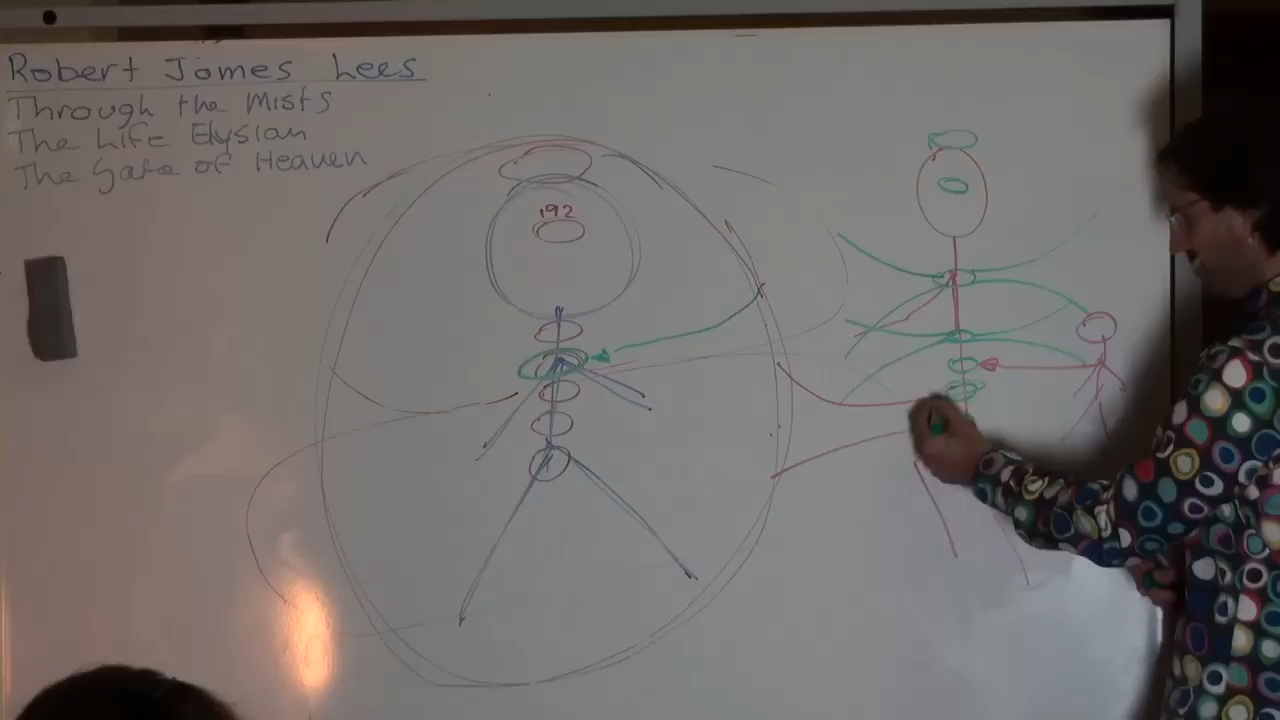 Robert James Lees
Through the Mists
The Life Elysian
The Gate of Heaven
192